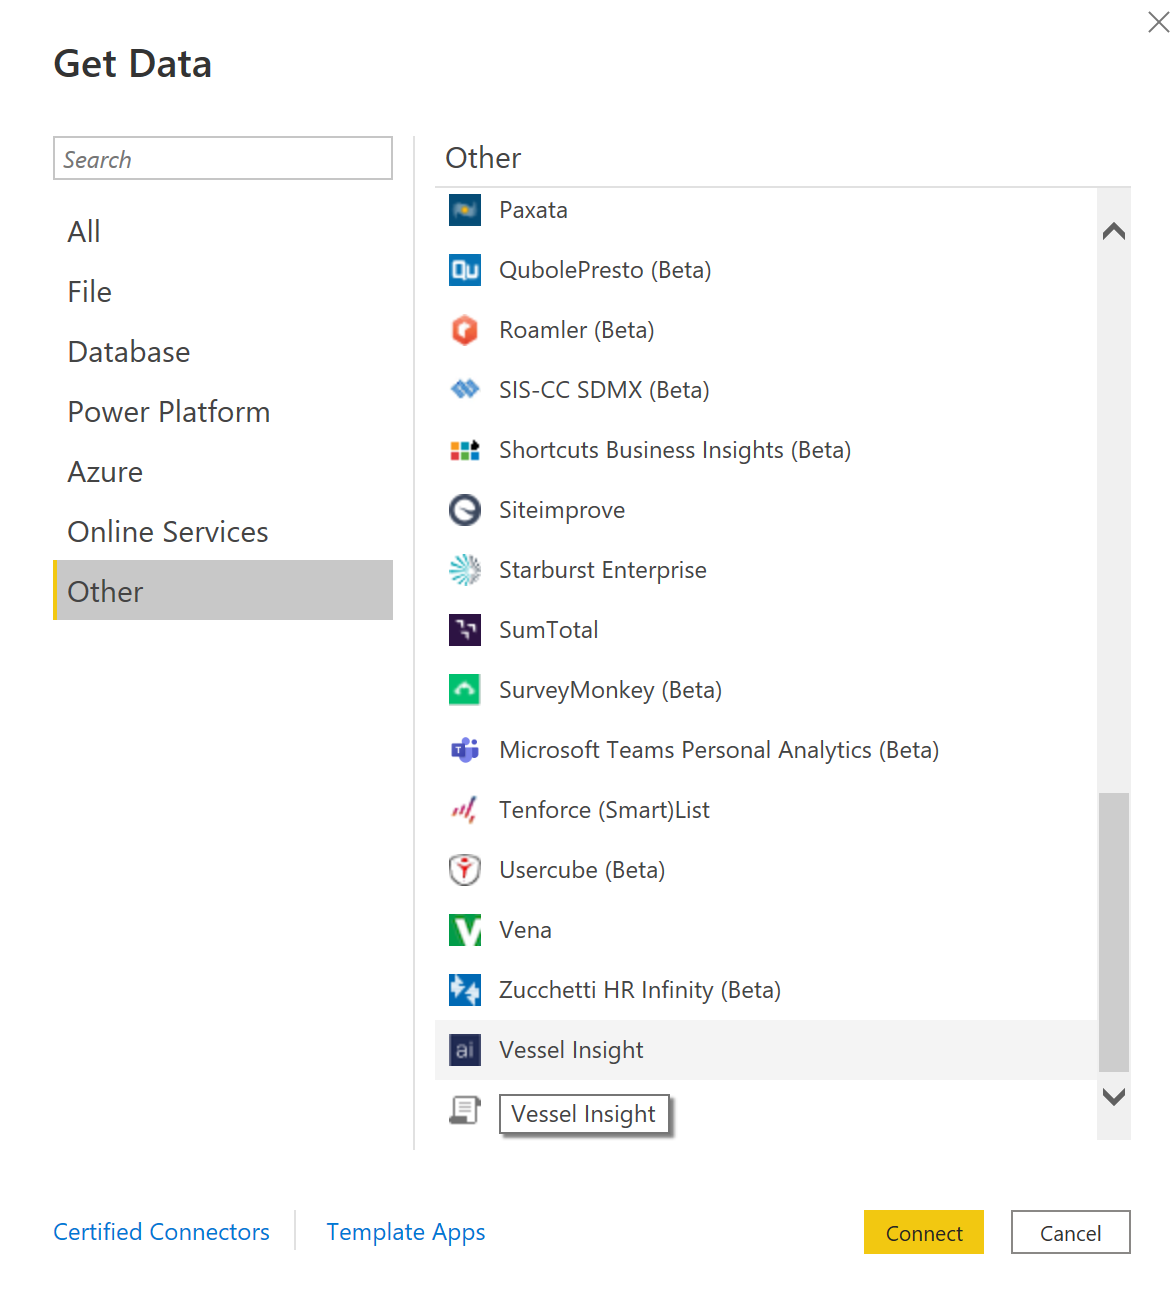 Get Data
Search
All
File
Database
Power Platform
Azure
Online Services
Other
Other
Paxata
Qu QubolePresto (Beta)
Roamler (Beta)
SIS-CC SDMX (Beta)
Shortcuts Business Insights (Beta)
Siteimprove
Starburst Enterprise
SumTotal
SurveyMonkey (Beta)
T Microsoft Teams Personal Analytics (Beta)
Tenforce (Smart)List
Usercube (Beta)
V Vena
Zucchetti HR Infinity (Beta)
ai Vessel Insight
Vessel Insight
Certified Connectors
Template Apps
Connect
Cancel